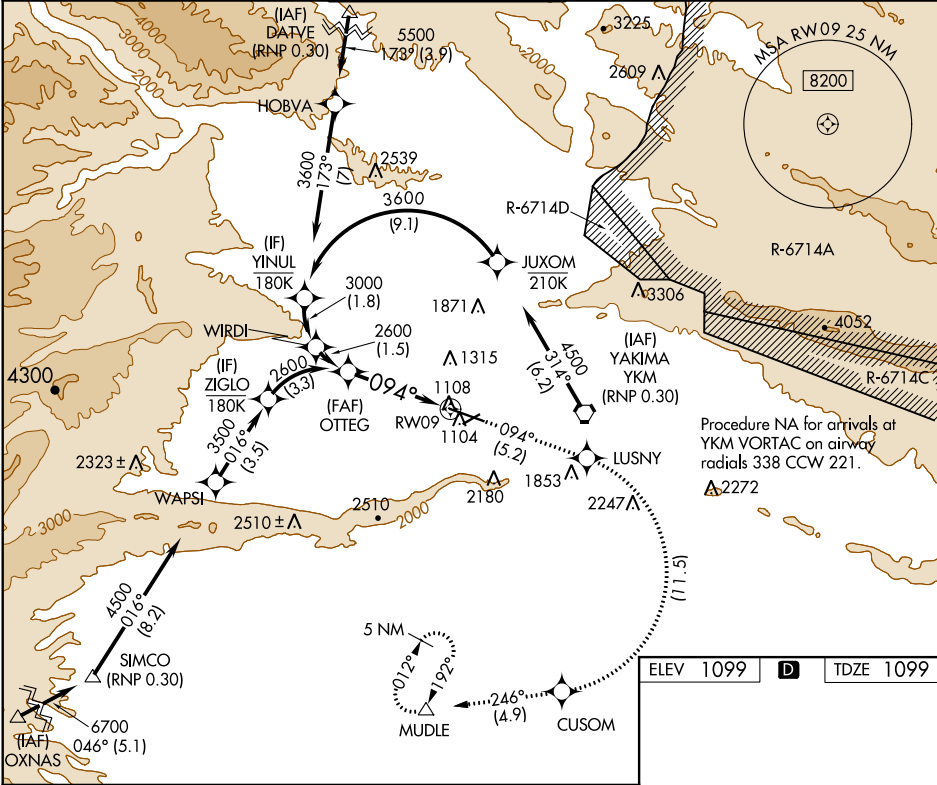 (IAF)
DATVE
(RNP 0.30)
5500
173° (3.9)
3225
2609
MSA RW09 25 NM
8200
4000
3000
2000
2000
HOBVA
3600
173°
(7)
2539
3600
(9.1)
R-6714D
R-6714A
(IF)
YINUL
180K
JUXOM
210K
3000
(1.8)
1871
3306
WIRDI
2600
(1.5)
4500
314°
(6.2)
(IAF)
YAKIMA
YKM
(RNP 0.30)
4052
R-6714C
4300
(IF)
ZIGLO
180K
2600
(3.3)
1315
(FAF)
OTTEG
094°
1108
RW09
1104
094°
(5.2)
LUSNY
Procedure NA for arrivals at
YKM VORTAC on airway
radials 338 CCW 221.
2272
3500
016°
(3.5)
2323 ±
WAPSI
1853
2180
2247
3000
2510 ±
2510
2000
(11.5)
4500
016°
(8.2)
SIMCO
(RNP 0.30)
5 NM
012°
192°
MUDLE
246°
(4.9)
CUSOM
6700
046° (5.1)
(IAF)
OXNAS
ELEV 1099
D
TDZE 1099